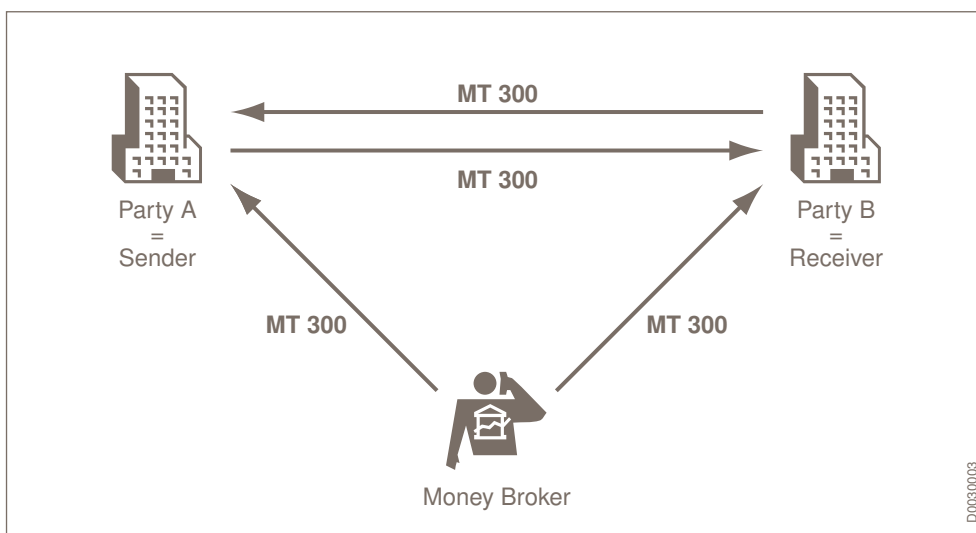 MT 300
MT 300
Party A
=
Sender
Party B
=
Receiver
MT 300
MT 300
Money Broker
D0030003